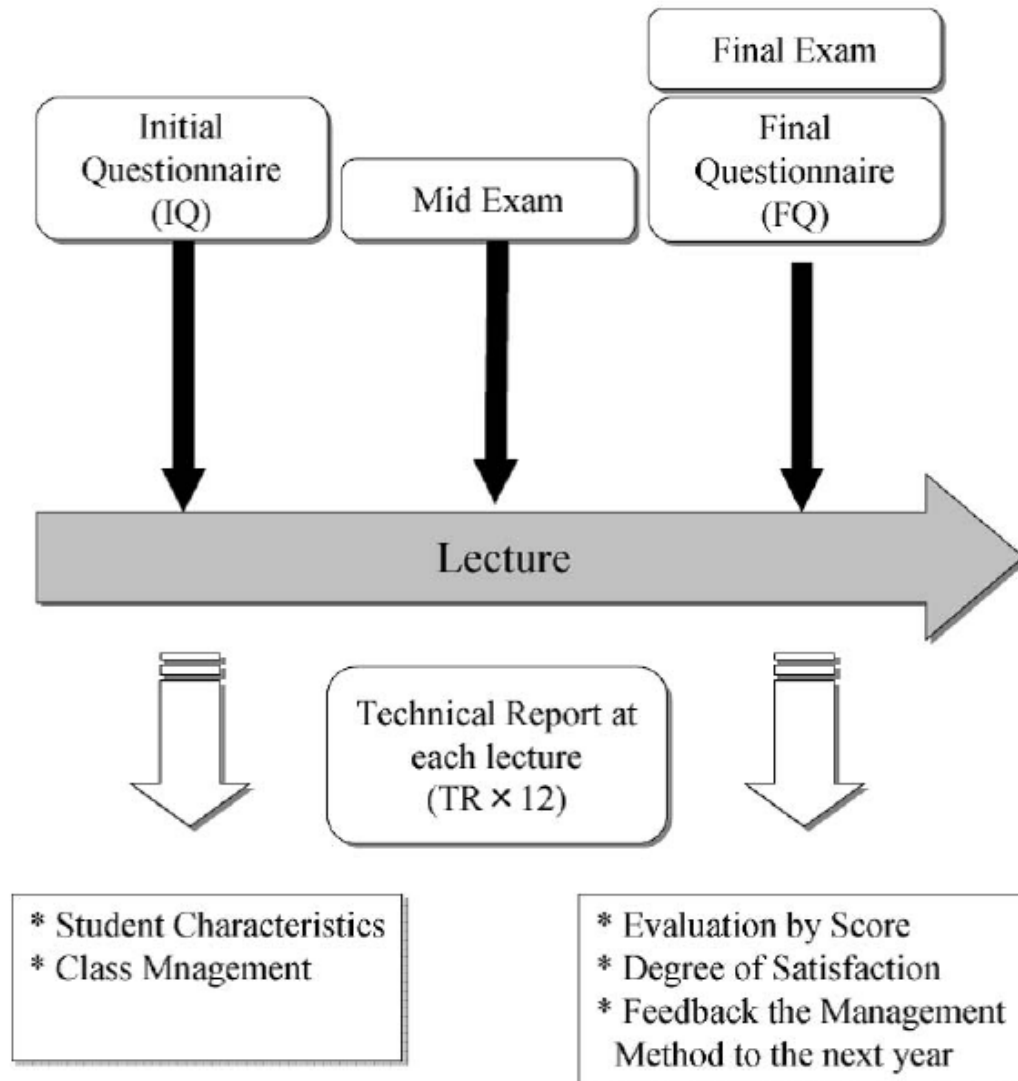 Final Exam
Initial
Questionnaire
(IQ)
Mid Exam
Final
Questionnaire
(FQ)
Lecture
Technical Report at
each lecture
(TR × 12)
* Student Characteristics
* Class Mnagement
* Evaluation by Score
* Degree of Satisfaction
* Feedback the Management
Method to the next year